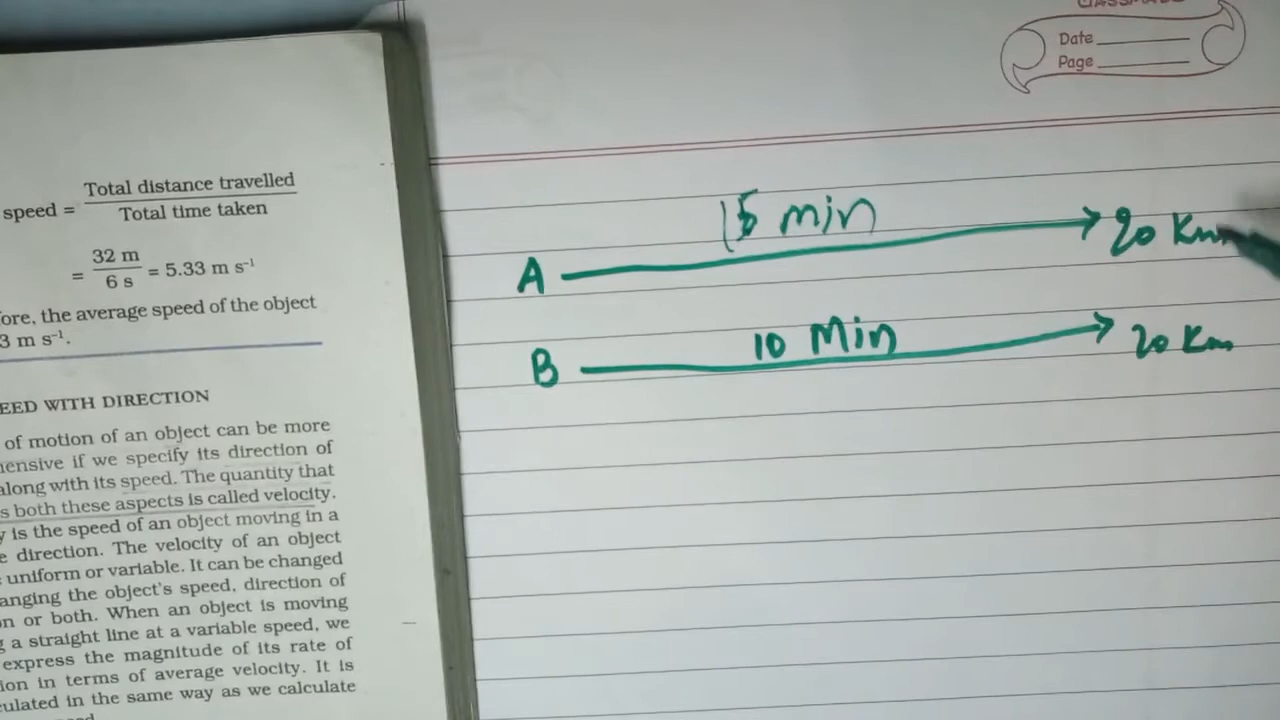 Date
Page
Total distance travelled
speed =
Total time taken
= 32 m / 6 s = 5.33 m s⁻¹
ore, the average speed of the object
3 m s⁻¹.
EED WITH DIRECTION
of motion of an object can be more
ensive if we specify its direction of
along with its speed. The quantity that
s both these aspects is called velocity.
y is the speed of an object moving in a
e direction. The velocity of an object
uniform or variable. It can be changed
anging the object's speed, direction of
on or both. When an object is moving
g a straight line at a variable speed, we
express the magnitude of its rate of
ion in terms of average velocity. It is
culated in the same way as we calculate
A 15 min 20 Km
B 10 Min 20 Km